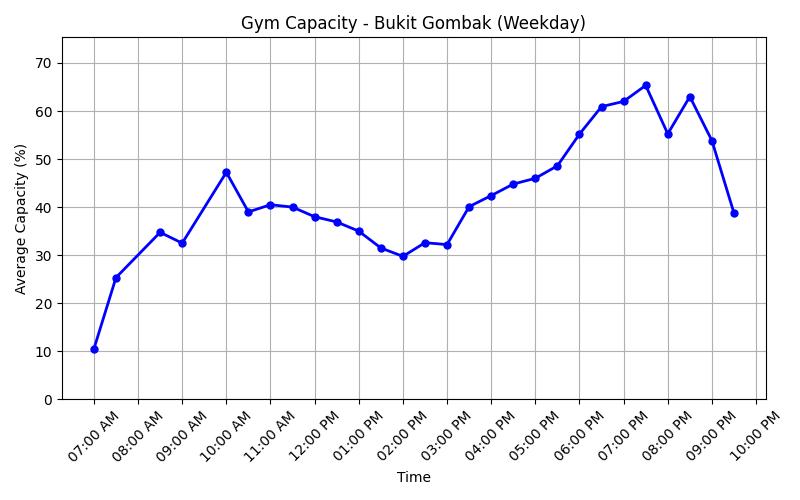 Gym Capacity - Bukit Gombak (Weekday)
Average Capacity (%)
70
60
50
40
30
20
10
0
07:00 AM
08:00 AM
09:00 AM
10:00 AM
11:00 AM
12:00 PM
01:00 PM
02:00 PM
03:00 PM
04:00 PM
05:00 PM
06:00 PM
07:00 PM
08:00 PM
09:00 PM
10:00 PM
Time